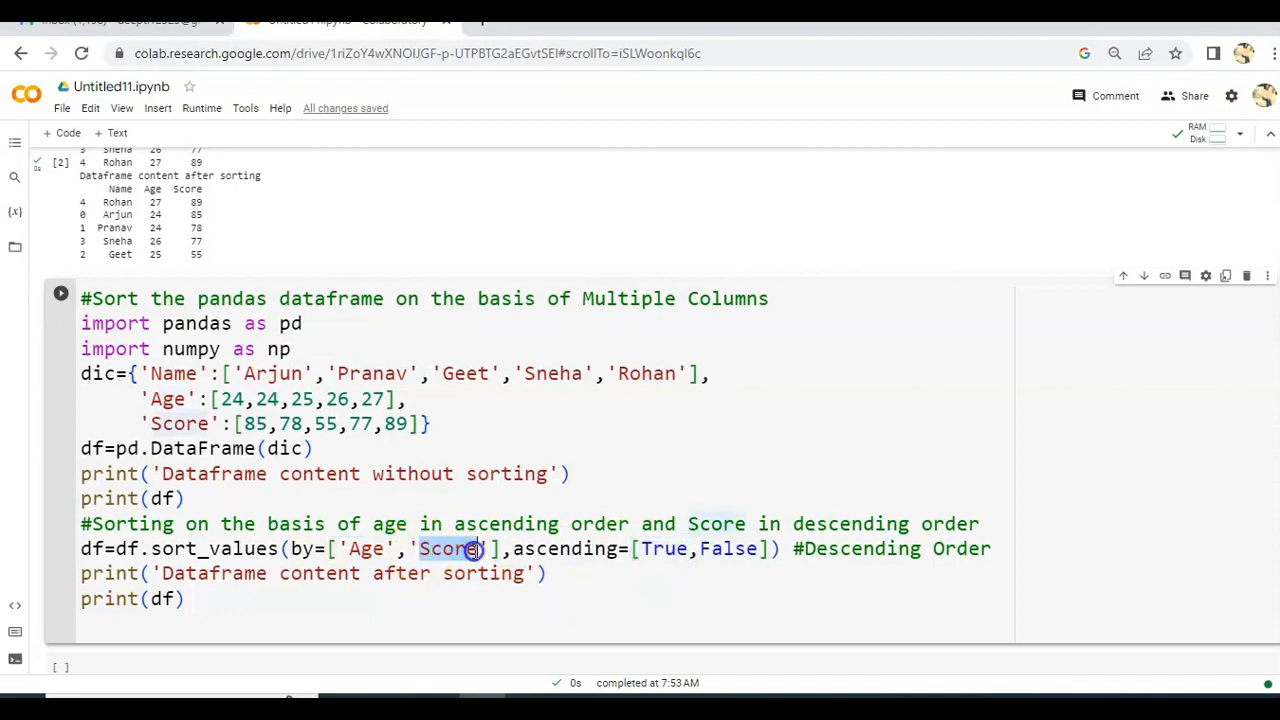 colab.research.google.com/drive/1riZoY4wXNOIJGF-p-UTPBTG2aEGvtSEI#scrollTo=iSLWoonkqI6c
Untitled11.ipynb
File Edit View Insert Runtime Tools Help All changes saved
Comment Share
+ Code + Text
RAM
Disk
3 Sneha 26 77
[2] 4 Rohan 27 89
0s
Dataframe content after sorting
Name Age Score
4 Rohan 27 89
0 Arjun 24 85
1 Pranav 24 78
3 Sneha 26 77
2 Geet 25 55
#Sort the pandas dataframe on the basis of Multiple Columns
import pandas as pd
import numpy as np
dic={'Name':['Arjun','Pranav','Geet','Sneha','Rohan'],
'Age':[24,24,25,26,27],
'Score':[85,78,55,77,89]}
df=pd.DataFrame(dic)
print('Dataframe content without sorting')
print(df)
#Sorting on the basis of age in ascending order and Score in descending order
df=df.sort_values(by=['Age','Score'],ascending=[True,False]) #Descending Order
print('Dataframe content after sorting')
print(df)
[ ]
0s completed at 7:53 AM